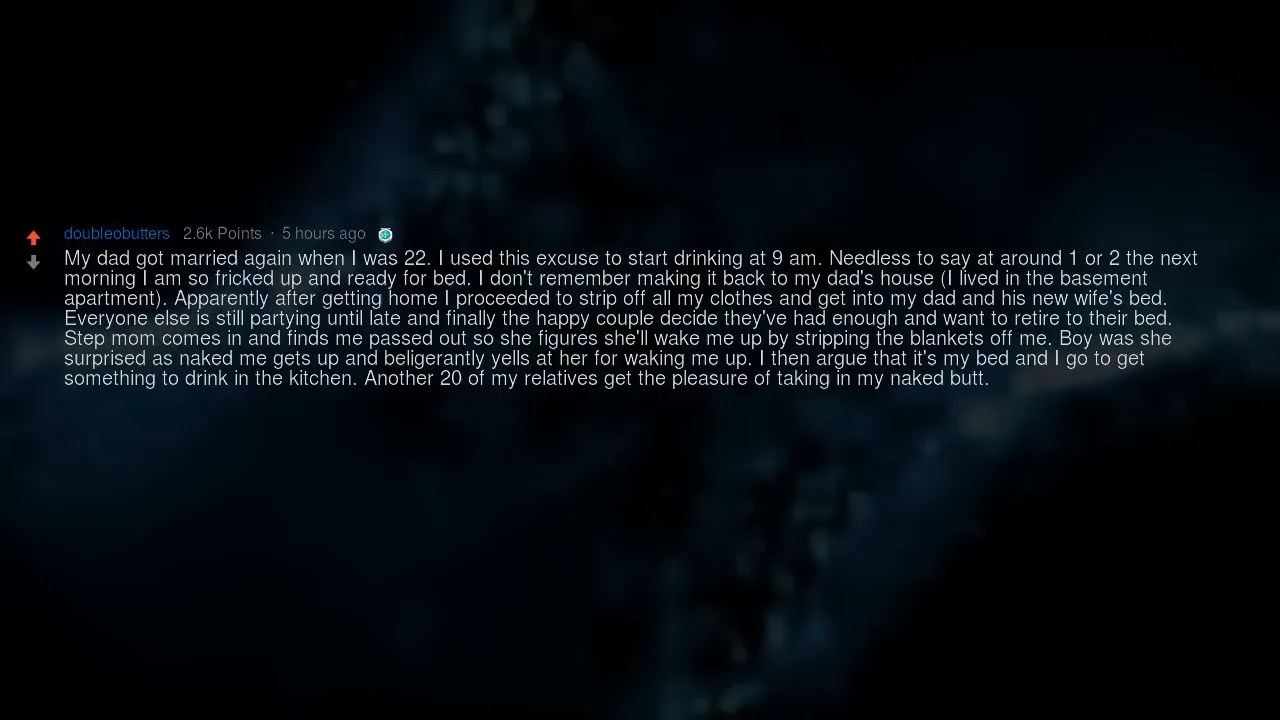 doubleobutters 2.6k Points · 5 hours ago
My dad got married again when I was 22. I used this excuse to start drinking at 9 am. Needless to say at around 1 or 2 the next
morning I am so fricked up and ready for bed. I don't remember making it back to my dad's house (I lived in the basement
apartment). Apparently after getting home I proceeded to strip off all my clothes and get into my dad and his new wife's bed.
Everyone else is still partying until late and finally the happy couple decide they've had enough and want to retire to their bed.
Step mom comes in and finds me passed out so she figures she'll wake me up by stripping the blankets off me. Boy was she
surprised as naked me gets up and beligerantly yells at her for waking me up. I then argue that it's my bed and I go to get
something to drink in the kitchen. Another 20 of my relatives get the pleasure of taking in my naked butt.